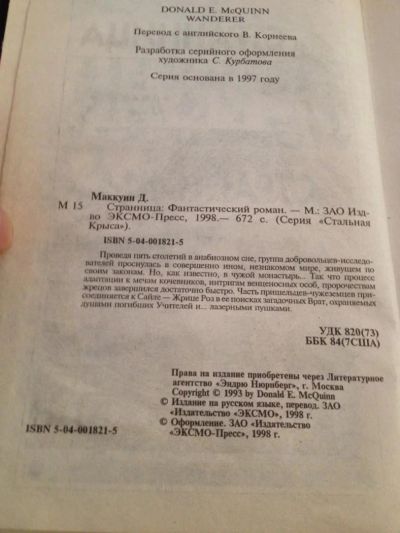 DONALD E. McQUINN
WANDERER
Перевод с английского В. Корнеева
Разработка серийного оформления
художника С. Курбатова
Серия основана в 1997 году
Маккуин Д.
М 15 Странница: Фантастический роман. — М.: ЗАО Изд-
во ЭКСМО-Пресс, 1998.— 672 с. (Серия «Стальная
Крыса»).
ISBN 5-04-001821-5
Проведя пять столетий в анабиозном сне, группа добровольцев-исследо-
вателей проснулась в совершенно ином, незнакомом мире, живущем по
своим законам. Но, как известно, в чужой монастырь... Так что процесс
адаптации к мечам кочевников, интригам венценосных особ, пророчествам
жрецов завершился достаточно быстро. Часть пришельцев-чужеземцев при-
соединяется к Сайле — Жрице Роз в ее поисках загадочных Врат, охраняемых
душами погибших Учителей и... лазерными пушками.
УДК 820(73)
ББК 84(7США)
Права на издание приобретены через Литературное
агентство «Эндрю Нюрнберг», г. Москва
Copyright © 1993 by Donald E. McQuinn
© Издание на русском языке, перевод. ЗАО
«Издательство «ЭКСМО», 1998 г.
© Оформление. ЗАО «Издательство
«ЭКСМО-Пресс», 1998 г.
ISBN 5-04-001821-5